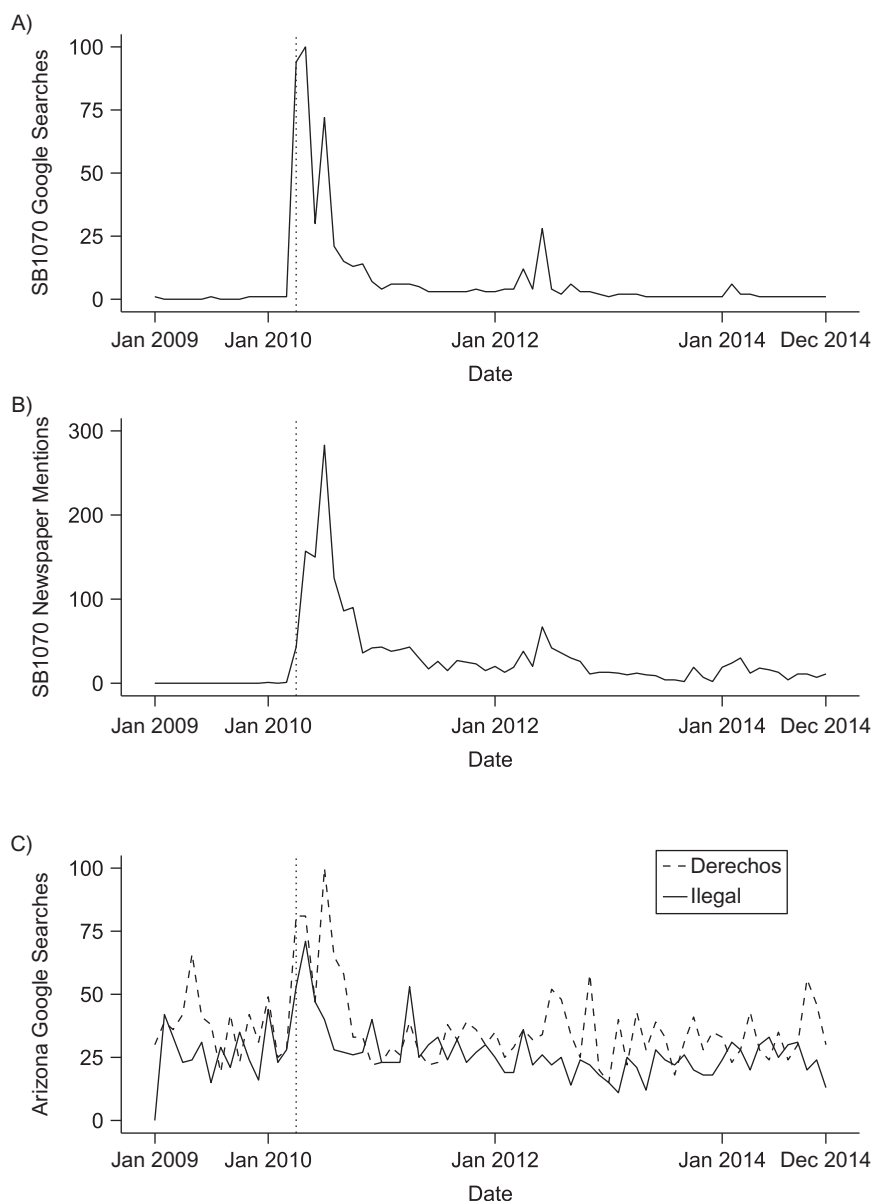 A)
SB1070 Google Searches
100
75
50
25
0
Jan 2009 Jan 2010 Jan 2012 Jan 2014 Dec 2014
Date
B)
SB1070 Newspaper Mentions
300
200
100
0
Jan 2009 Jan 2010 Jan 2012 Jan 2014 Dec 2014
Date
C)
Arizona Google Searches
100
75
50
25
0
Derechos
Ilegal
Jan 2009 Jan 2010 Jan 2012 Jan 2014 Dec 2014
Date